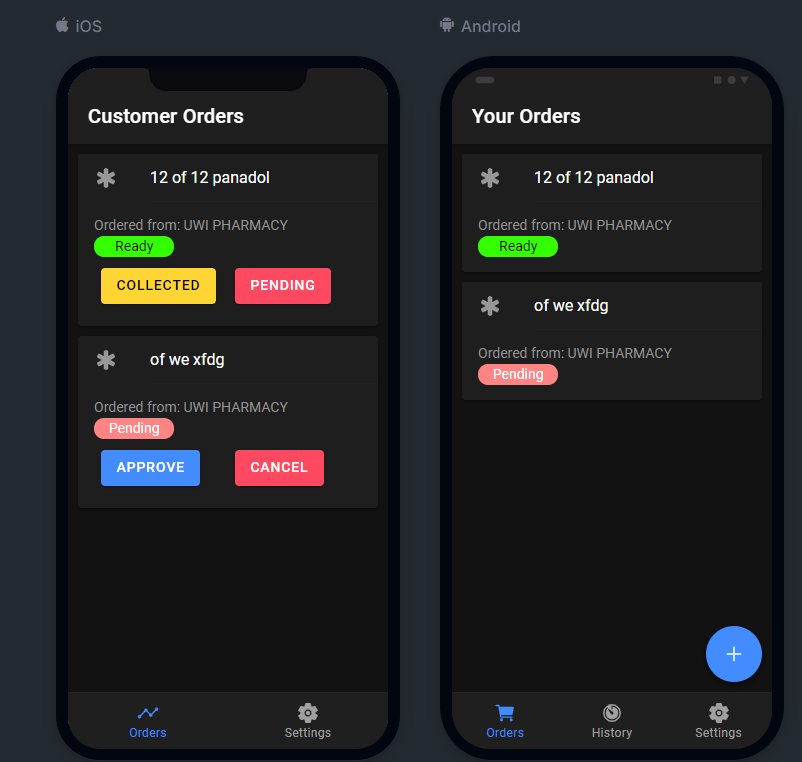 iOS
Customer Orders
12 of 12 panadol
Ordered from: UWI PHARMACY
Ready
COLLECTED PENDING
of we xfdg
Ordered from: UWI PHARMACY
Pending
APPROVE CANCEL
Orders Settings
Android
Your Orders
12 of 12 panadol
Ordered from: UWI PHARMACY
Ready
of we xfdg
Ordered from: UWI PHARMACY
Pending
Orders History Settings